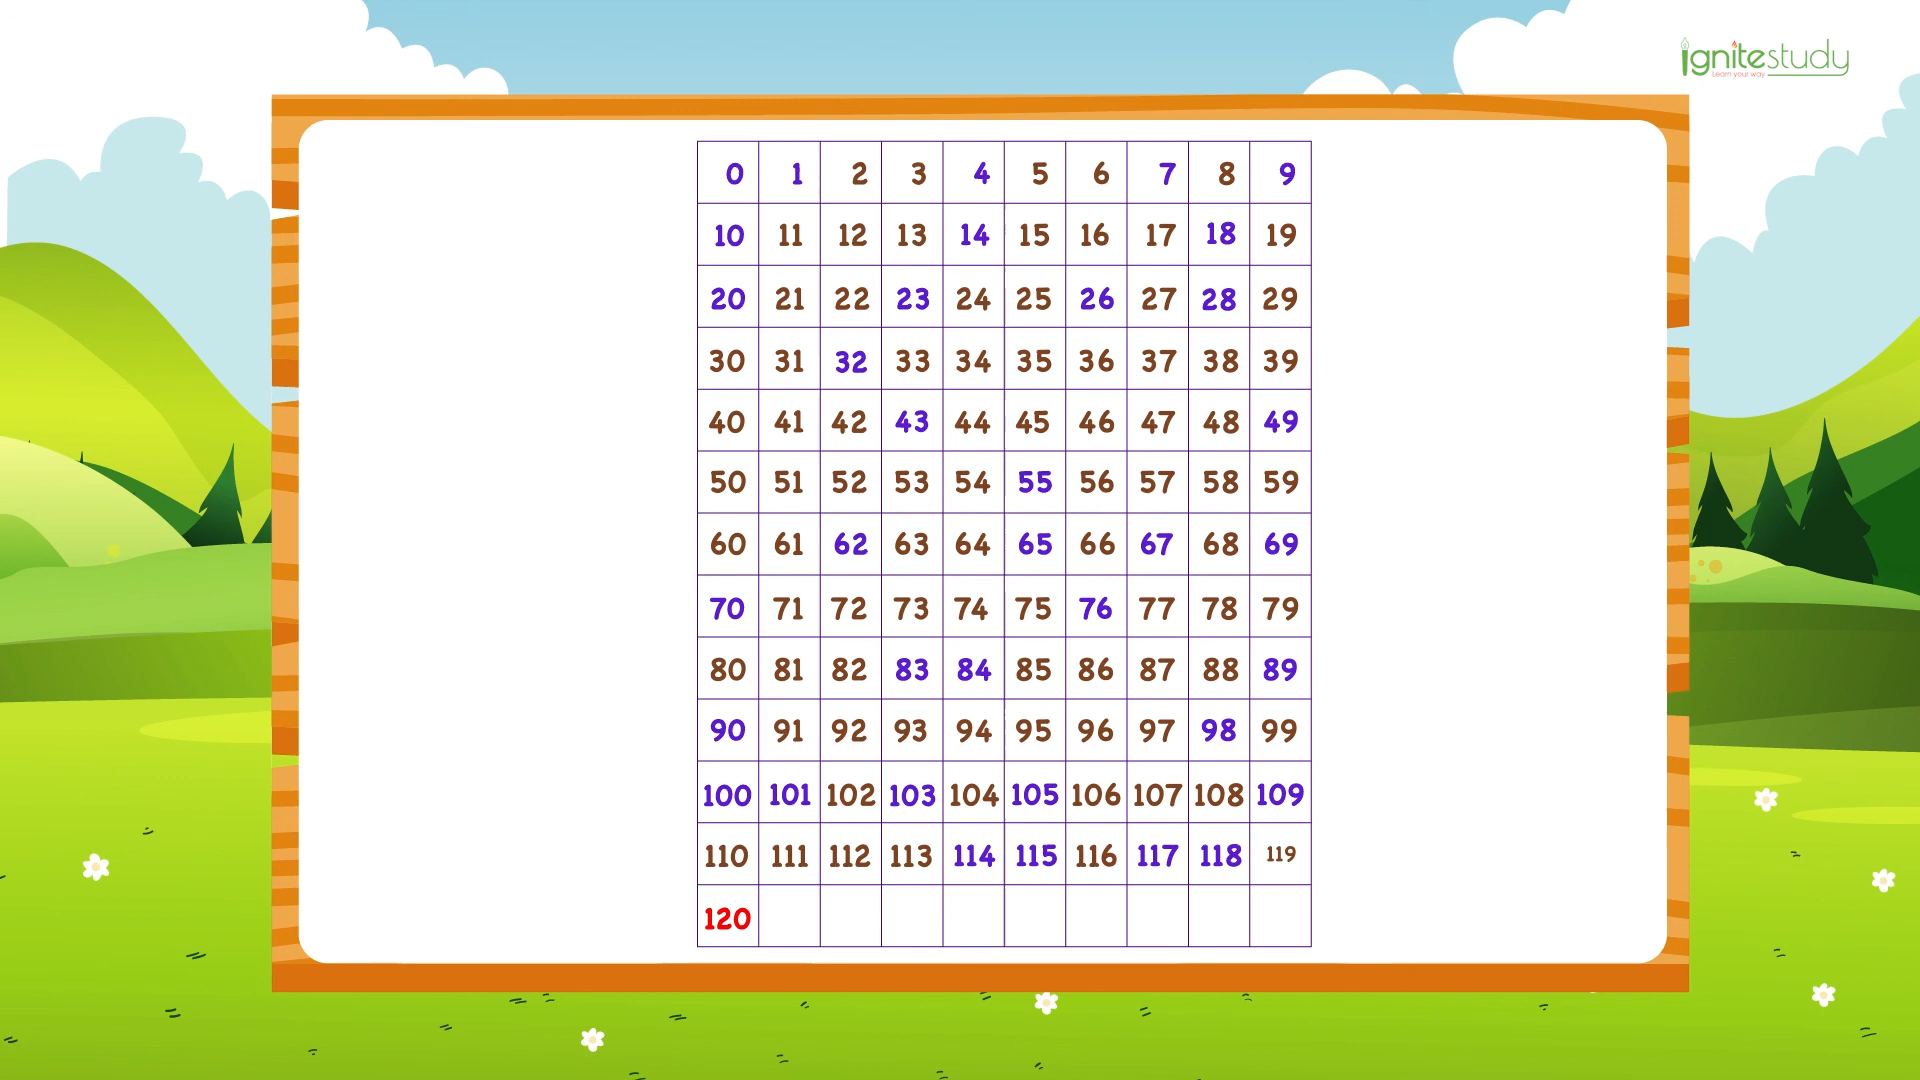 ignitestudy
Learn your way
0 1 2 3 4 5 6 7 8 9
10 11 12 13 14 15 16 17 18 19
20 21 22 23 24 25 26 27 28 29
30 31 32 33 34 35 36 37 38 39
40 41 42 43 44 45 46 47 48 49
50 51 52 53 54 55 56 57 58 59
60 61 62 63 64 65 66 67 68 69
70 71 72 73 74 75 76 77 78 79
80 81 82 83 84 85 86 87 88 89
90 91 92 93 94 95 96 97 98 99
100 101 102 103 104 105 106 107 108 109
110 111 112 113 114 115 116 117 118 119
120